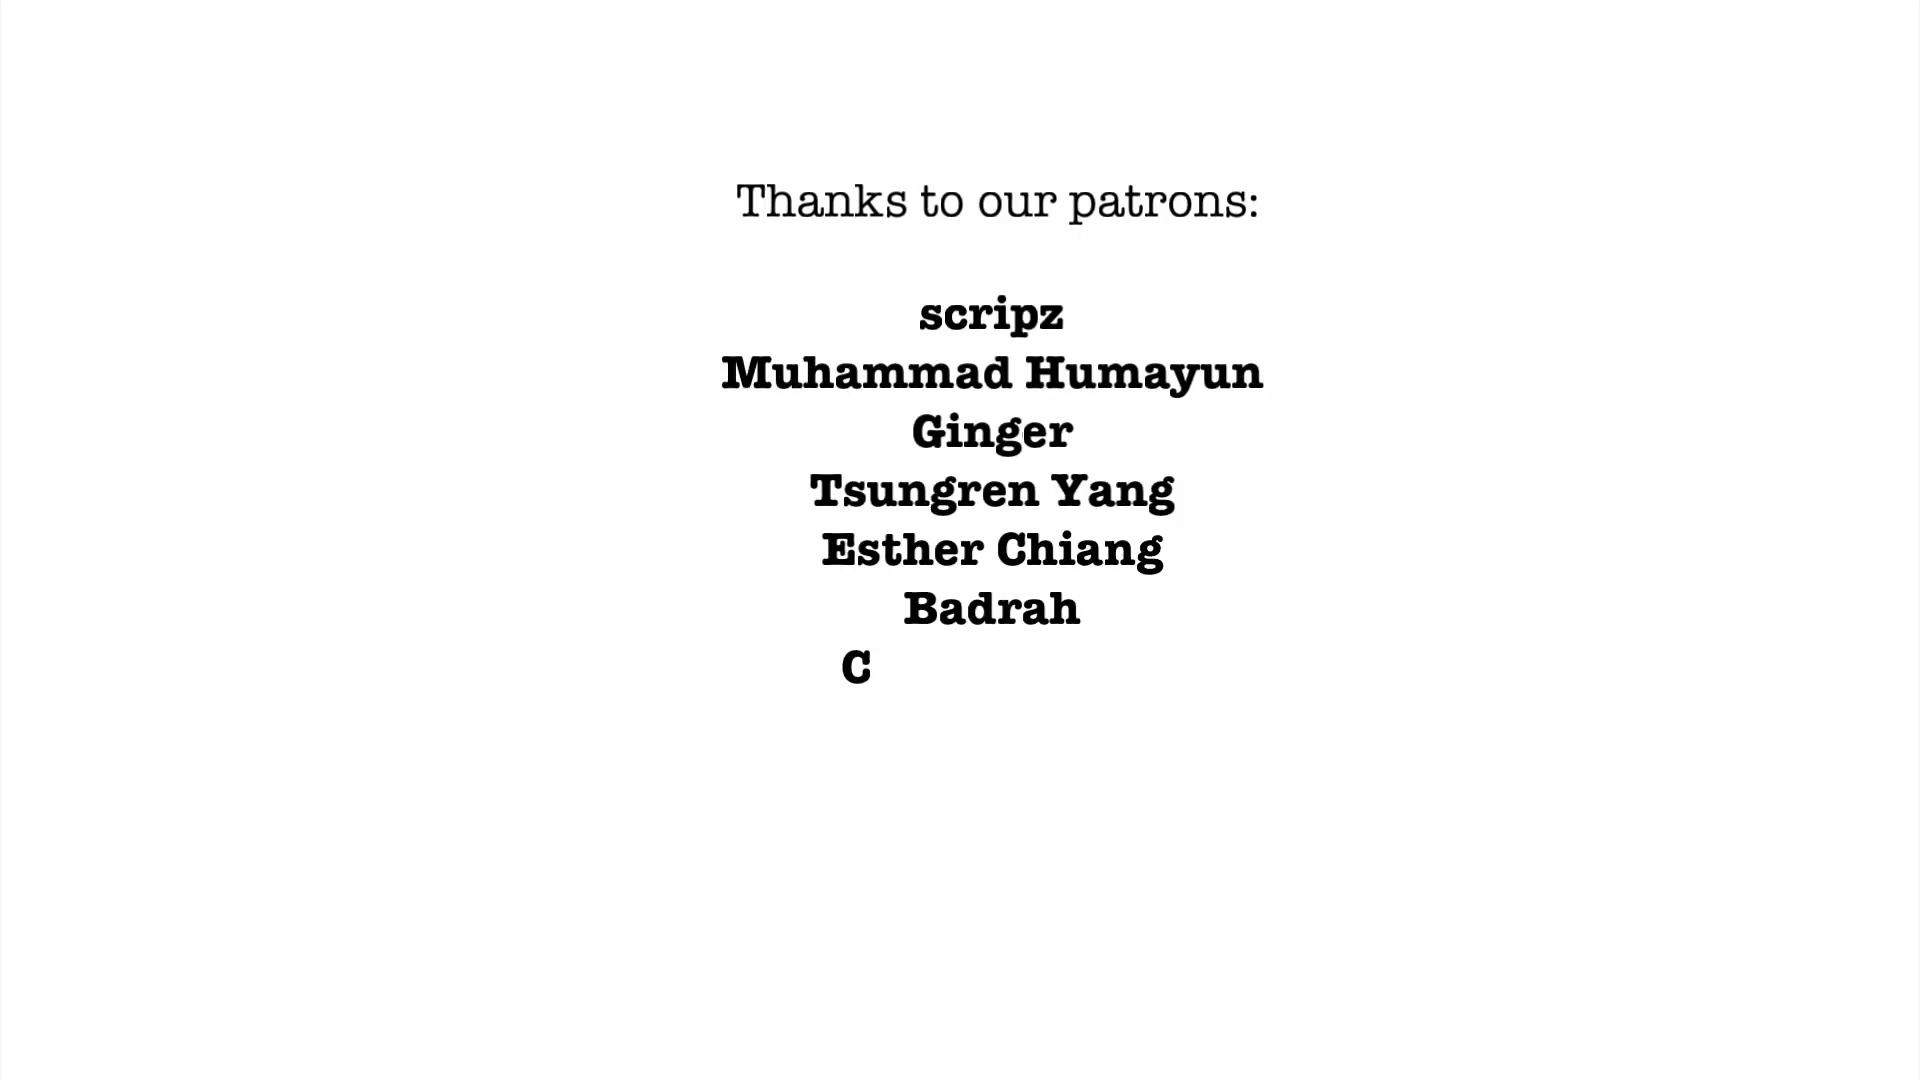 Thanks to our patrons:
scripz
Muhammad Humayun
Ginger
Tsungren Yang
Esther Chiang
Badrah
C